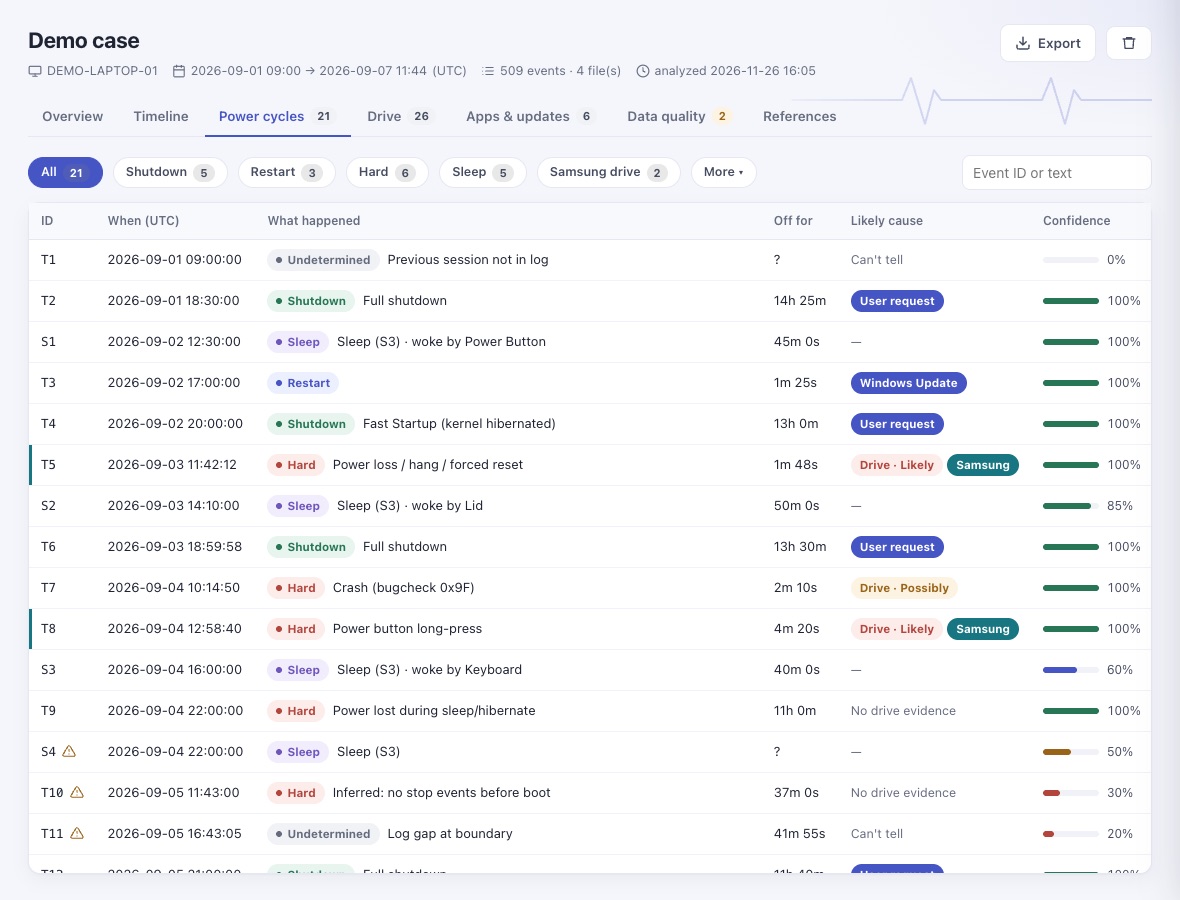 Demo case
Export
DEMO-LAPTOP-01 2026-09-01 09:00 → 2026-09-07 11:44 (UTC) 509 events · 4 file(s) analyzed 2026-11-26 16:05
Overview Timeline Power cycles 21 Drive 26 Apps & updates 6 Data quality 2 References
All 21 Shutdown 5 Restart 3 Hard 6 Sleep 5 Samsung drive 2 More ▾ Event ID or text
ID When (UTC) What happened Off for Likely cause Confidence
T1 2026-09-01 09:00:00 Undetermined Previous session not in log ? Can't tell 0%
T2 2026-09-01 18:30:00 Shutdown Full shutdown 14h 25m User request 100%
S1 2026-09-02 12:30:00 Sleep Sleep (S3) · woke by Power Button 45m 0s — 100%
T3 2026-09-02 17:00:00 Restart 1m 25s Windows Update 100%
T4 2026-09-02 20:00:00 Shutdown Fast Startup (kernel hibernated) 13h 0m User request 100%
T5 2026-09-03 11:42:12 Hard Power loss / hang / forced reset 1m 48s Drive · Likely Samsung 100%
S2 2026-09-03 14:10:00 Sleep Sleep (S3) · woke by Lid 50m 0s — 85%
T6 2026-09-03 18:59:58 Shutdown Full shutdown 13h 30m User request 100%
T7 2026-09-04 10:14:50 Hard Crash (bugcheck 0x9F) 2m 10s Drive · Possibly 100%
T8 2026-09-04 12:58:40 Hard Power button long-press 4m 20s Drive · Likely Samsung 100%
S3 2026-09-04 16:00:00 Sleep Sleep (S3) · woke by Keyboard 40m 0s — 60%
T9 2026-09-04 22:00:00 Hard Power lost during sleep/hibernate 11h 0m No drive evidence 100%
S4 2026-09-04 22:00:00 Sleep Sleep (S3) ? — 50%
T10 2026-09-05 11:43:00 Hard Inferred: no stop events before boot 37m 0s No drive evidence 30%
T11 2026-09-05 16:43:05 Undetermined Log gap at boundary 41m 55s Can't tell 20%
Shutdown Full shutdown User request 100%